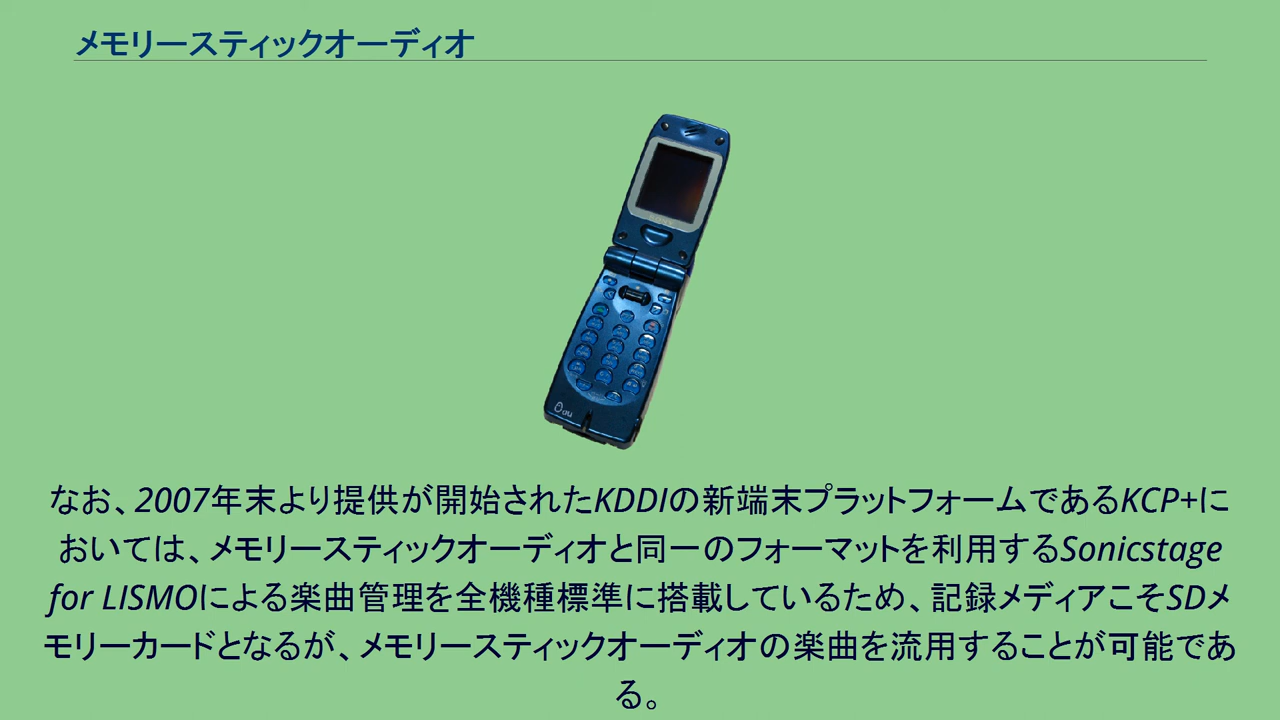 メモリースティックオーディオ
au
なお、2007年末より提供が開始されたKDDIの新端末プラットフォームであるKCP+に
おいては、メモリースティックオーディオと同一のフォーマットを利用するSonicstage
for LISMOによる楽曲管理を全機種標準に搭載しているため、記録メディアこそSDメ
モリーカードとなるが、メモリースティックオーディオの楽曲を流用することが可能であ
る。